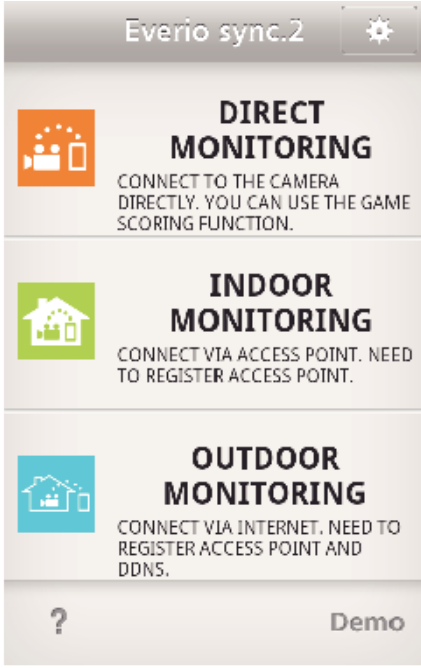 Everio sync.2
DIRECT
MONITORING
CONNECT TO THE CAMERA
DIRECTLY. YOU CAN USE THE GAME
SCORING FUNCTION.
INDOOR
MONITORING
CONNECT VIA ACCESS POINT. NEED
TO REGISTER ACCESS POINT.
OUTDOOR
MONITORING
CONNECT VIA INTERNET. NEED TO
REGISTER ACCESS POINT AND
DDNS.
? Demo